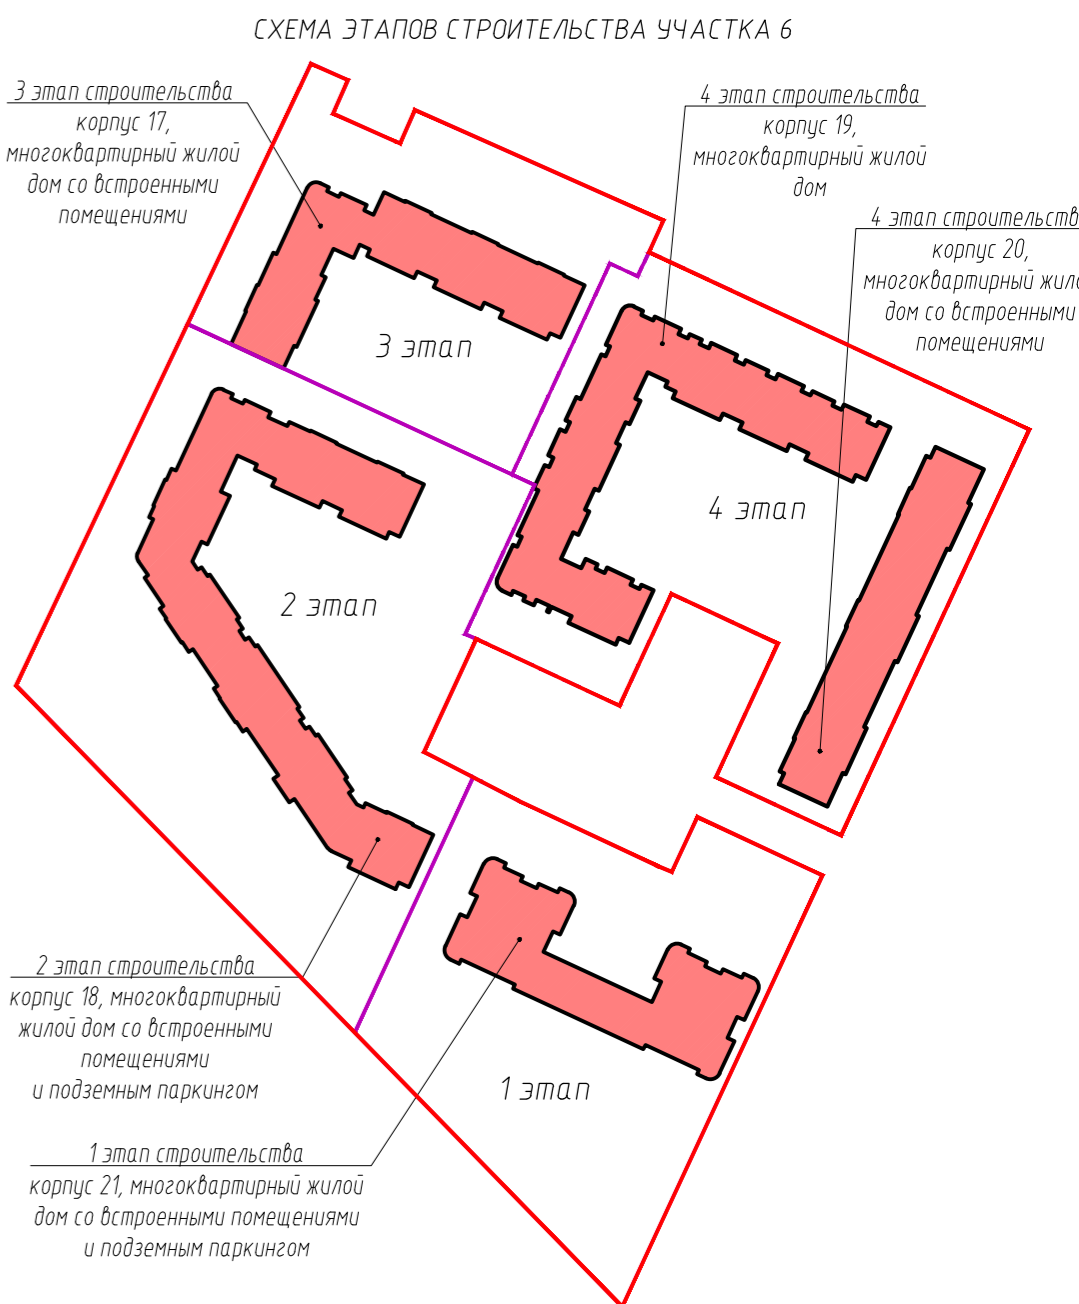 СХЕМА ЭТАПОВ СТРОИТЕЛЬСТВА УЧАСТКА 6
3 этап строительства
корпус 17,
многоквартирный жилой
дом со встроенными
помещениями
4 этап строительства
корпус 19,
многоквартирный жилой
дом
4 этап строительств
корпус 20,
многоквартирный жило
дом со встроенными
помещениями
3 этап
4 этап
2 этап
2 этап строительства
корпус 18, многоквартирный
жилой дом со встроенными
помещениями
и подземным паркингом
1 этап
1 этап строительства
корпус 21, многоквартирный жилой
дом со встроенными помещениями
и подземным паркингом